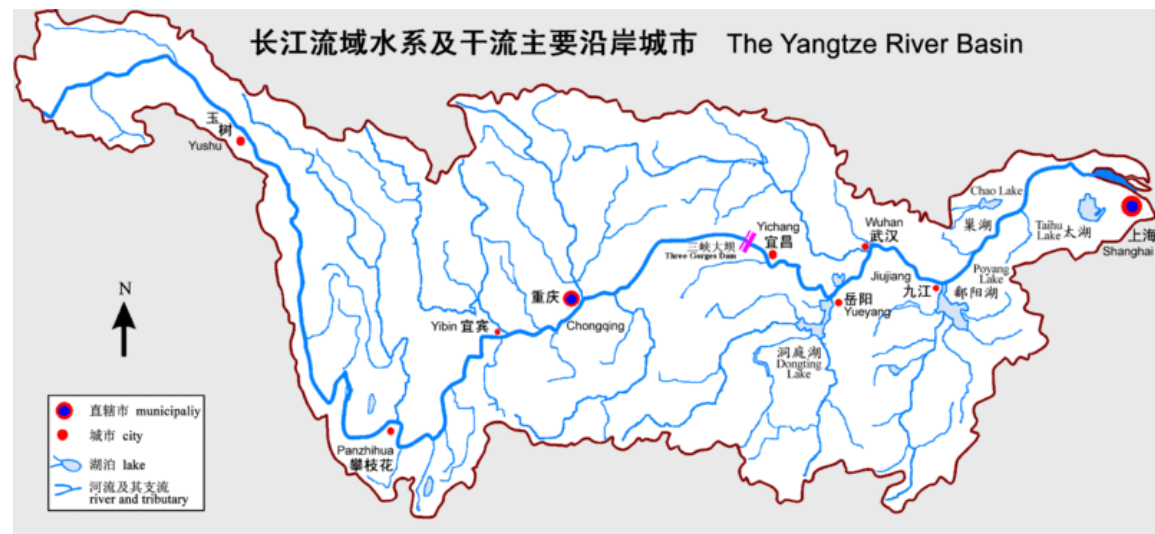 长江流域水系及干流主要沿岸城市 The Yangtze River Basin
玉
树
Yushu
Chao Lake
巢湖
Taihu
Lake 太湖
上海
Shanghai
Yichang
宜昌
三峡大坝
Three Gorges Dam
Wuhan
武汉
Poyang
Lake
鄱阳湖
Jiujiang
九江
岳阳
Yueyang
洞庭湖
Dongting
Lake
重庆
Chongqing
Yibin 宜宾
Panzhihua
攀枝花
N
直辖市 municipaliy
城市 city
湖泊 lake
河流及其支流
river and tributary